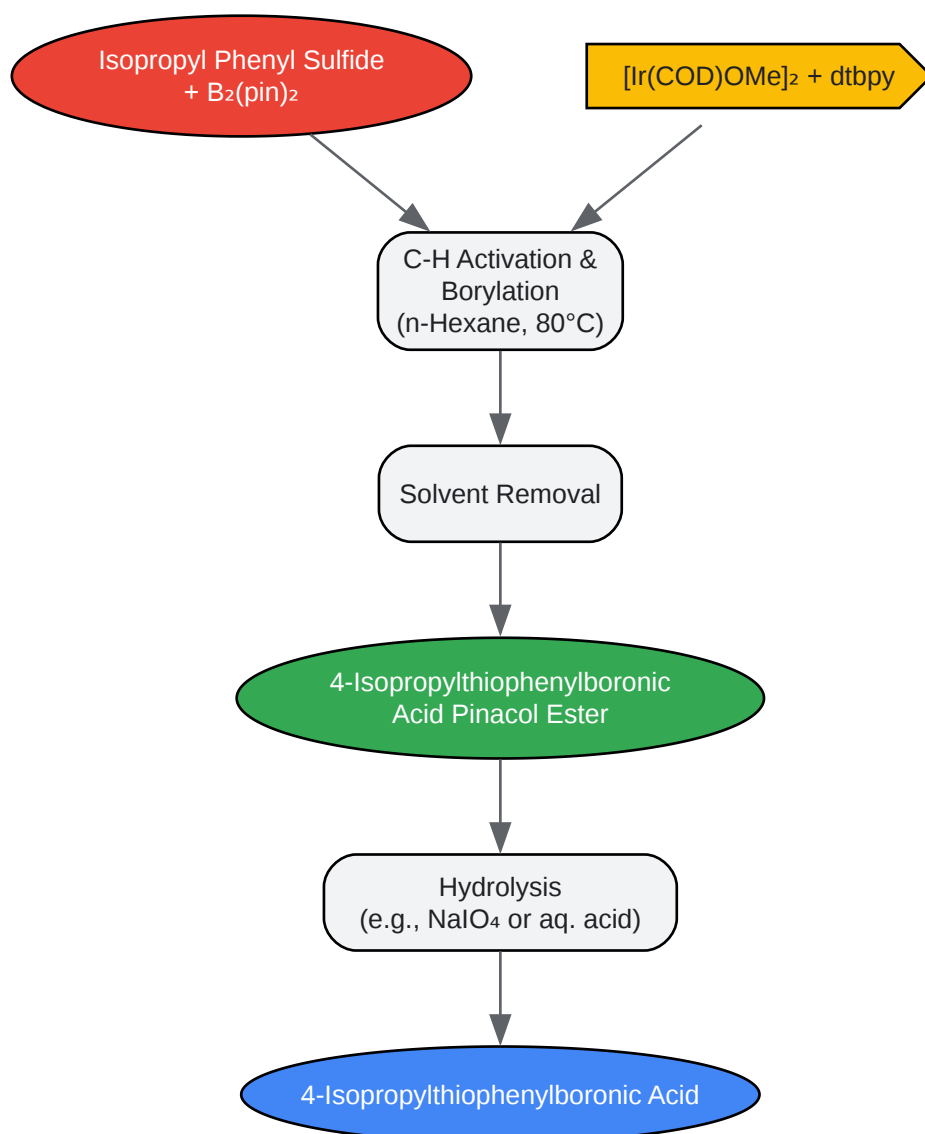 Isopropyl Phenyl Sulfide
+ B₂(pin)₂
[Ir(COD)OMe]₂ + dtbpy
C-H Activation &
Borylation
(n-Hexane, 80°C)
Solvent Removal
4-Isopropylthiophenylboronic
Acid Pinacol Ester
Hydrolysis
(e.g., NaIO₄ or aq. acid)
4-Isopropylthiophenylboronic Acid